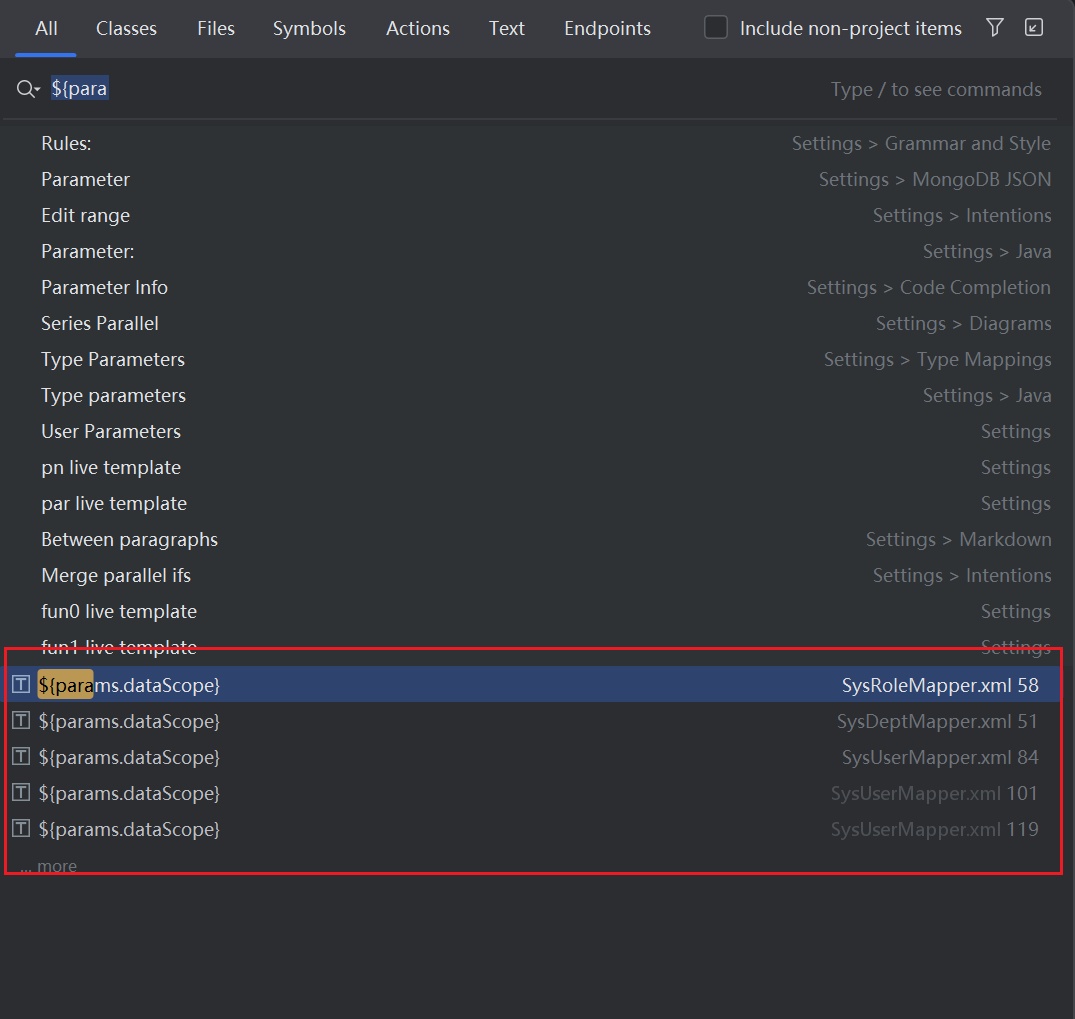 All Classes Files Symbols Actions Text Endpoints Include non-project items
${para Type / to see commands
Rules: Settings > Grammar and Style
Parameter Settings > MongoDB JSON
Edit range Settings > Intentions
Parameter: Settings > Java
Parameter Info Settings > Code Completion
Series Parallel Settings > Diagrams
Type Parameters Settings > Type Mappings
Type parameters Settings > Java
User Parameters Settings
pn live template Settings
par live template Settings
Between paragraphs Settings > Markdown
Merge parallel ifs Settings > Intentions
fun0 live template Settings
fun1 live template Settings
${params.dataScope} SysRoleMapper.xml 58
${params.dataScope} SysDeptMapper.xml 51
${params.dataScope} SysUserMapper.xml 84
${params.dataScope} SysUserMapper.xml 101
${params.dataScope} SysUserMapper.xml 119
... more